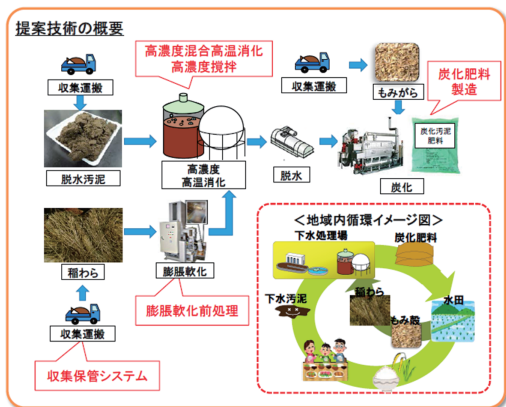 提案技術の概要
高濃度混合高温消化
高濃度撹拌
収集運搬
収集運搬
もみがら
炭化肥料
製造
炭化汚泥
肥料
脱水汚泥
高濃度
高温消化
脱水
炭化
稲わら
膨脹軟化
膨脹軟化前処理
収集運搬
収集保管システム
＜地域内循環イメージ図＞
下水処理場
炭化肥料
下水汚泥
稲わら
水田
もみ殻